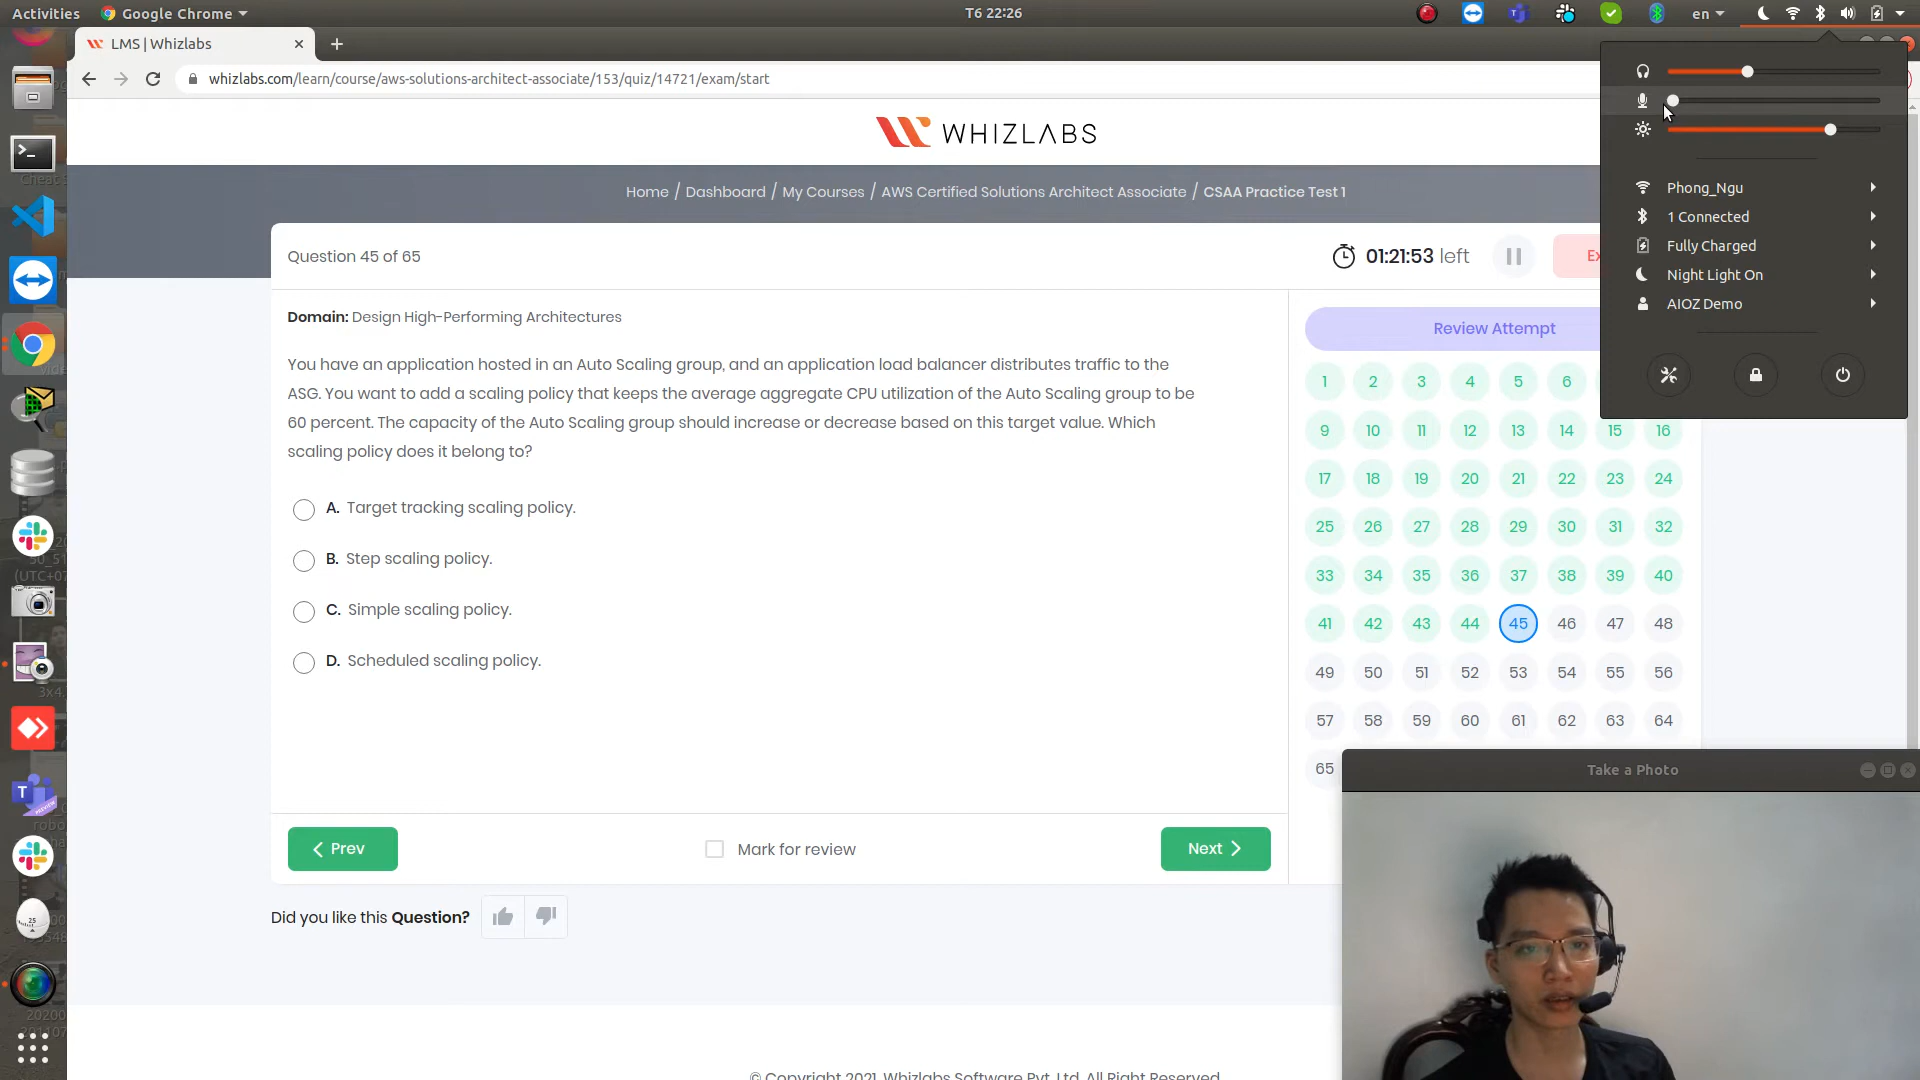 Activities
Google Chrome
T6 22:26
en
LMS | Whizlabs
whizlabs.com/learn/course/aws-solutions-architect-associate/153/quiz/14721/exam/start
WHIZLABS
Home / Dashboard / My Courses / AWS Certified Solutions Architect Associate / CSAA Practice Test 1
Question 45 of 65
01:21:53 left
Domain: Design High-Performing Architectures
You have an application hosted in an Auto Scaling group, and an application load balancer distributes traffic to the
ASG. You want to add a scaling policy that keeps the average aggregate CPU utilization of the Auto Scaling group to be
60 percent. The capacity of the Auto Scaling group should increase or decrease based on this target value. Which
scaling policy does it belong to?
A. Target tracking scaling policy.
B. Step scaling policy.
C. Simple scaling policy.
D. Scheduled scaling policy.
Prev
Mark for review
Next
Did you like this Question?
Review Attempt
1 2 3 4 5 6
9 10 11 12 13 14 15 16
17 18 19 20 21 22 23 24
25 26 27 28 29 30 31 32
33 34 35 36 37 38 39 40
41 42 43 44 45 46 47 48
49 50 51 52 53 54 55 56
57 58 59 60 61 62 63 64
65
Phong_Ngu
1 Connected
Fully Charged
Night Light On
AIOZ Demo
Take a Photo
© Copyright 2021. Whizlabs Software Pvt. Ltd. All Right Reserved.